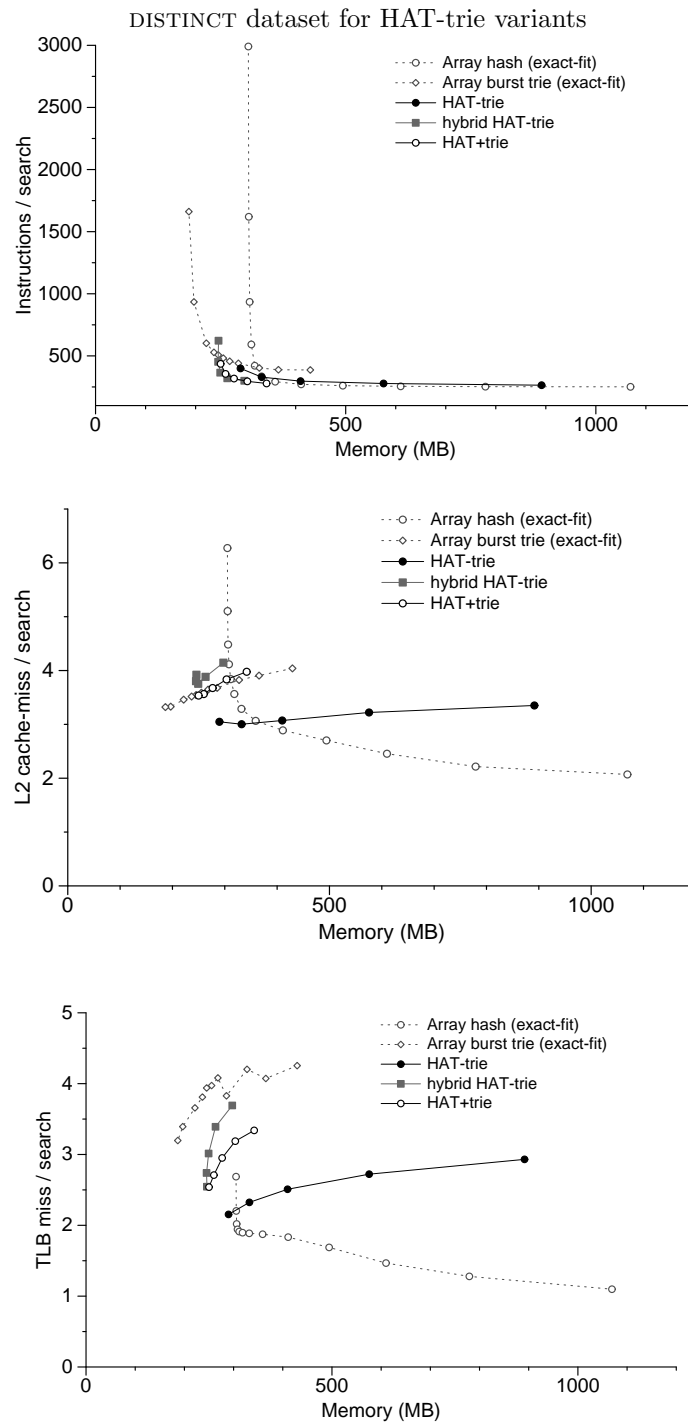 DISTINCT dataset for HAT-trie variants
3000
2500
2000
1500
1000
500
Instructions / search
Array hash (exact-fit)
Array burst trie (exact-fit)
HAT-trie
hybrid HAT-trie
HAT+trie
0 500 1000
Memory (MB)
6
4
2
0
L2 cache-miss / search
Array hash (exact-fit)
Array burst trie (exact-fit)
HAT-trie
hybrid HAT-trie
HAT+trie
0 500 1000
Memory (MB)
5
4
3
2
1
0
TLB miss / search
Array hash (exact-fit)
Array burst trie (exact-fit)
HAT-trie
hybrid HAT-trie
HAT+trie
0 500 1000
Memory (MB)